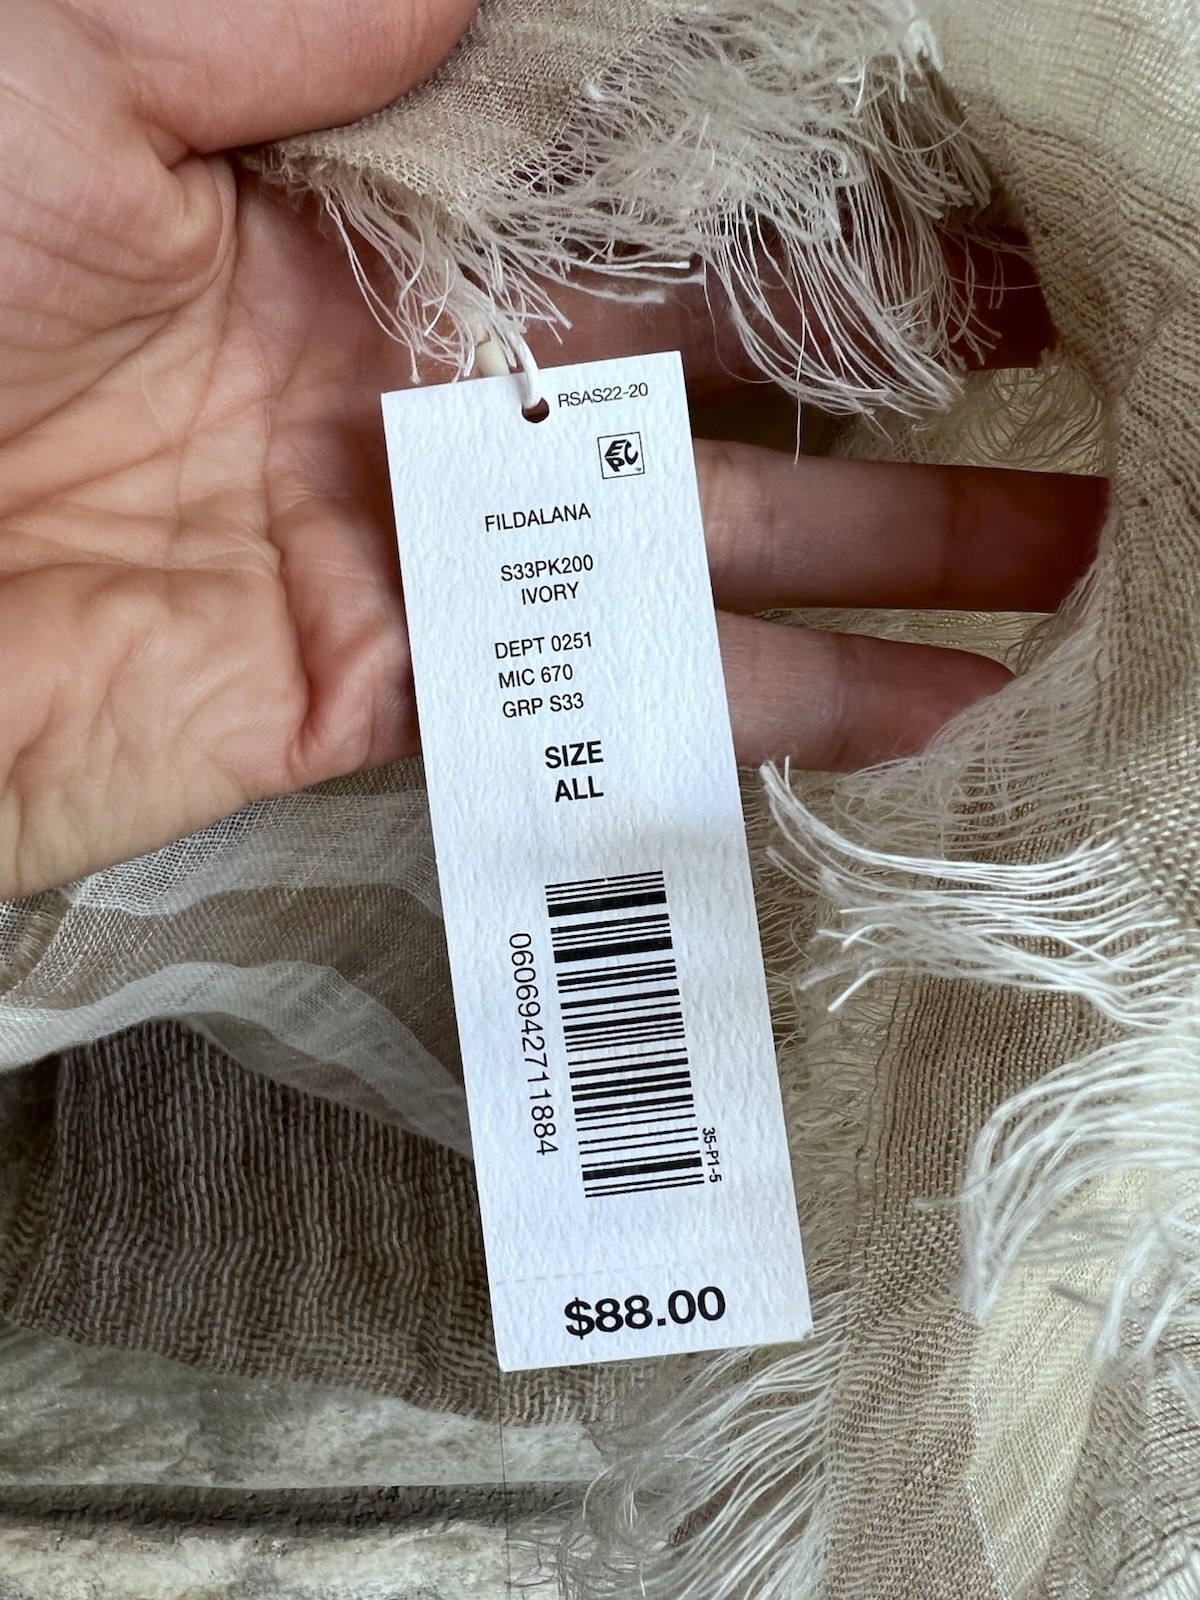 RSAS22-20
EPC
FILDALANA
S33PK200
IVORY
DEPT 0251
MIC 670
GRP S33
SIZE
ALL
0606942711884
35-P1-5
$88.00